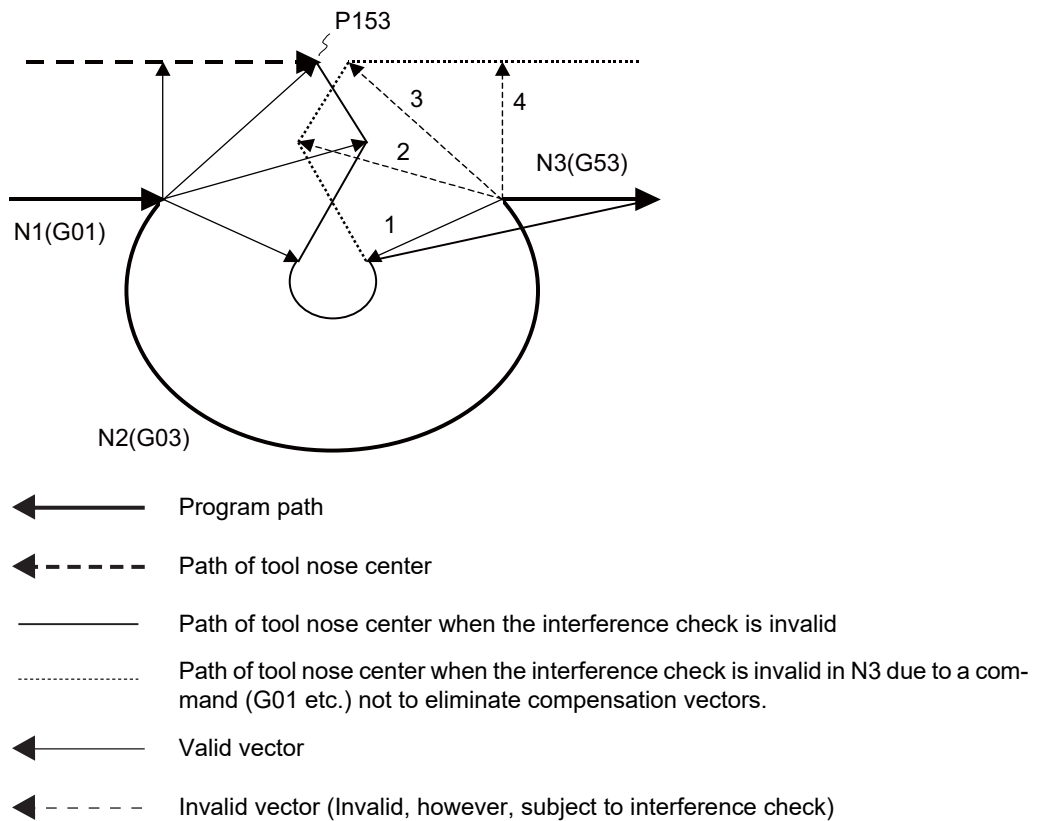 P153
3
4
2
N3(G53)
1
N1(G01)
N2(G03)
Program path
Path of tool nose center
Path of tool nose center when the interference check is invalid
Path of tool nose center when the interference check is invalid in N3 due to a com-
mand (G01 etc.) not to eliminate compensation vectors.
Valid vector
Invalid vector (Invalid, however, subject to interference check)